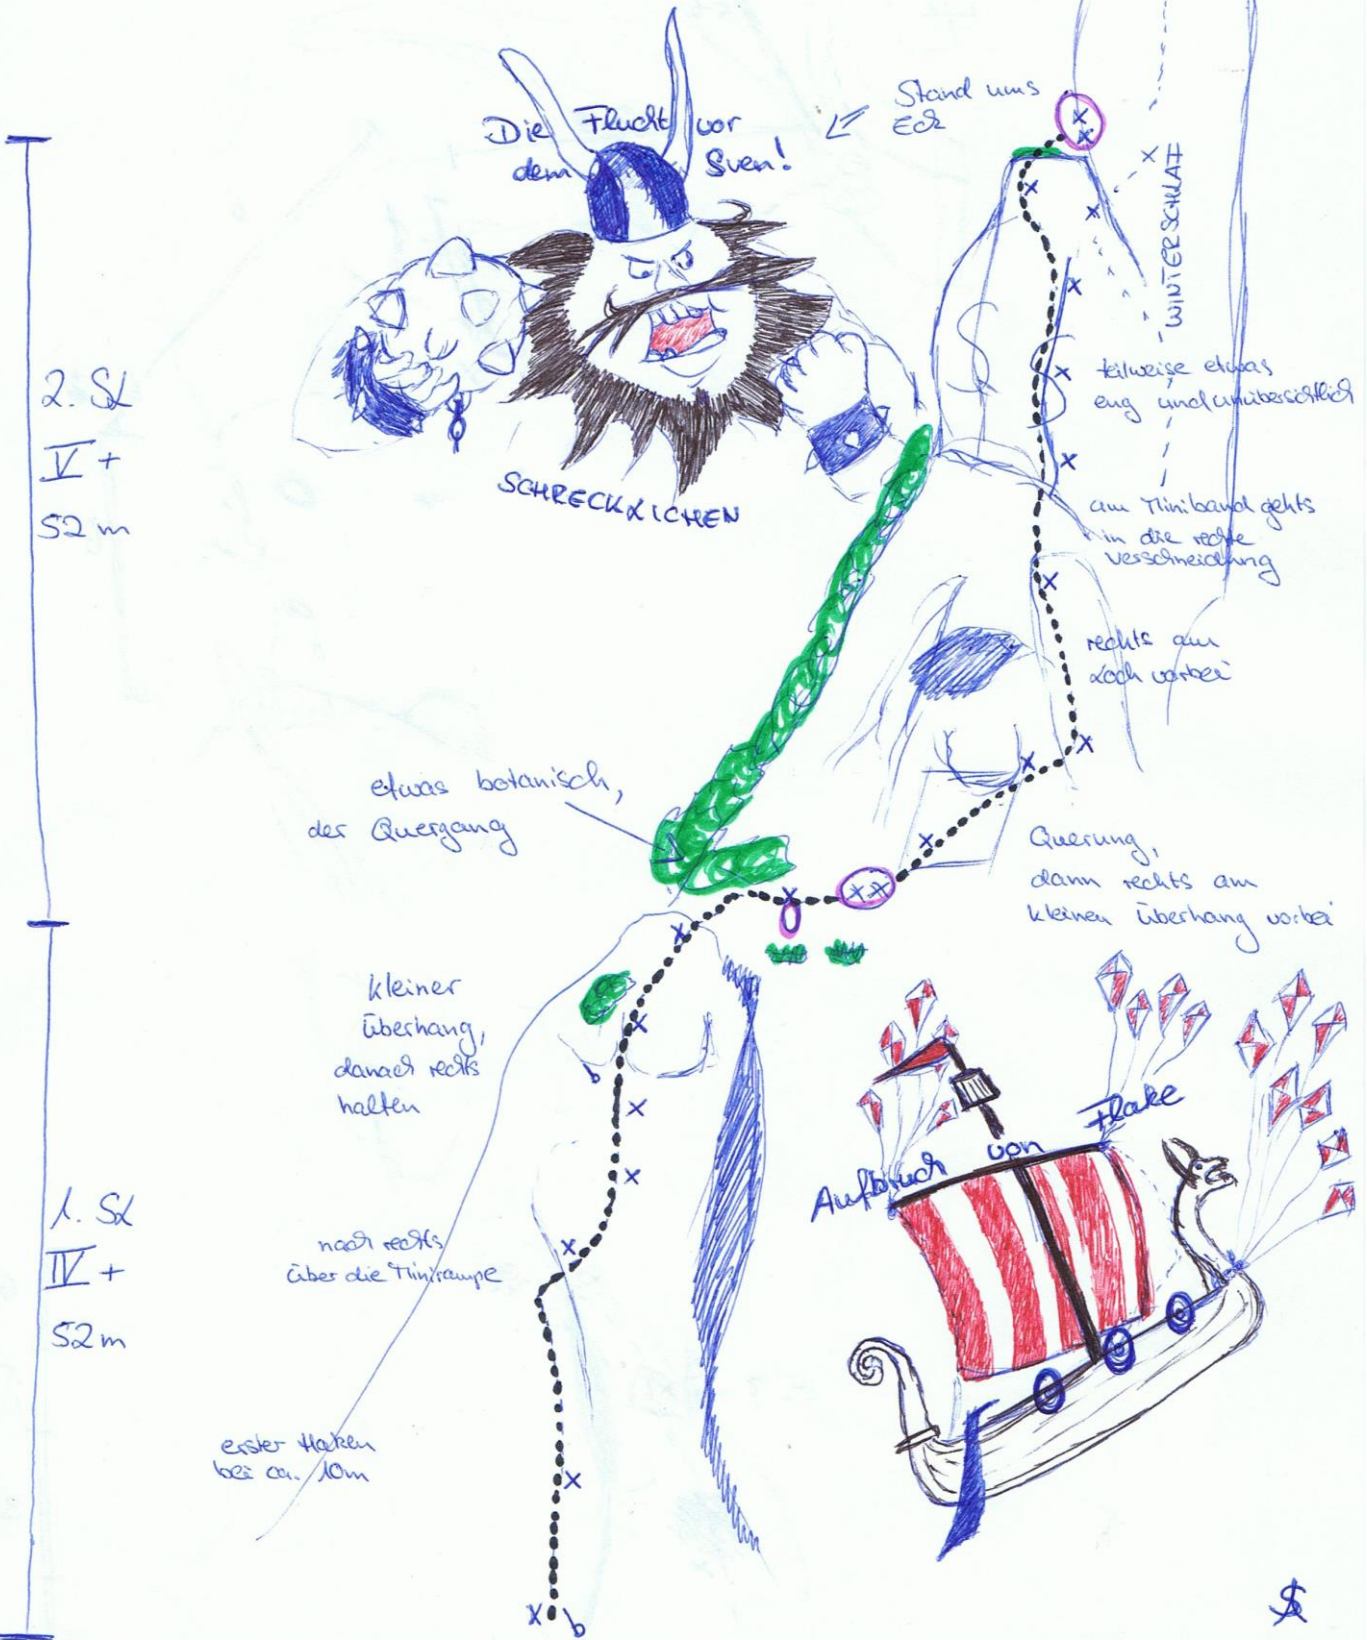 Stand ums
Eck
Die Flucht vor
dem Sven!
SCHRECKLICHEN
WINTERSCHLAF
2. SL
V+
52m
teilweise etwas
eng und unübersichtlich
am Miniband gehts
in die rechte
Verschneidung
rechts am
Loch vorbei
etwas botanisch,
der Quergang
Querung,
dann rechts am
kleinen Überhang vorbei
kleiner
Überhang,
danach rechts
halten
Aufbruch von Flake
1. SL
IV+
52m
nach rechts
über die Minirampe
erster Haken
bei ca. 10m